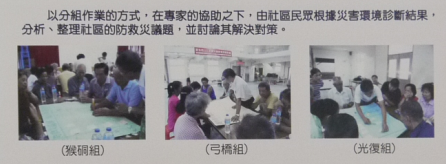 以分組作業的方式，在專家的協助之下，由社區民眾根據災害環境診斷結果，
分析、整理社區的防救災議題，並討論其解決對策。
(猴硐組)
(弓橋組)
(光復組)